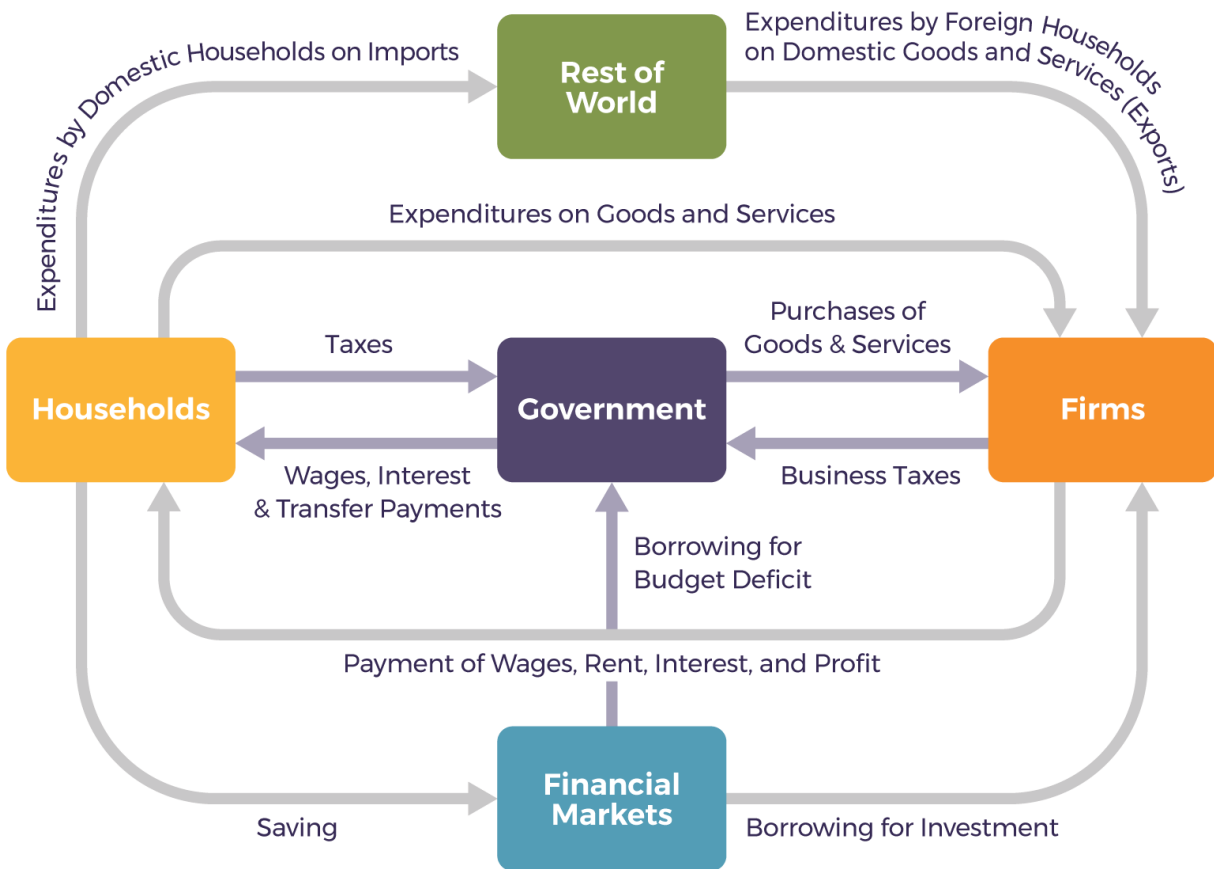 Expenditures by Domestic Households on Imports
Rest of
World
Expenditures by Foreign Households
on Domestic Goods and Services (Exports)
Expenditures on Goods and Services
Households
Taxes
Government
Purchases of
Goods & Services
Firms
Wages, Interest
& Transfer Payments
Business Taxes
Borrowing for
Budget Deficit
Payment of Wages, Rent, Interest, and Profit
Financial
Markets
Saving
Borrowing for Investment